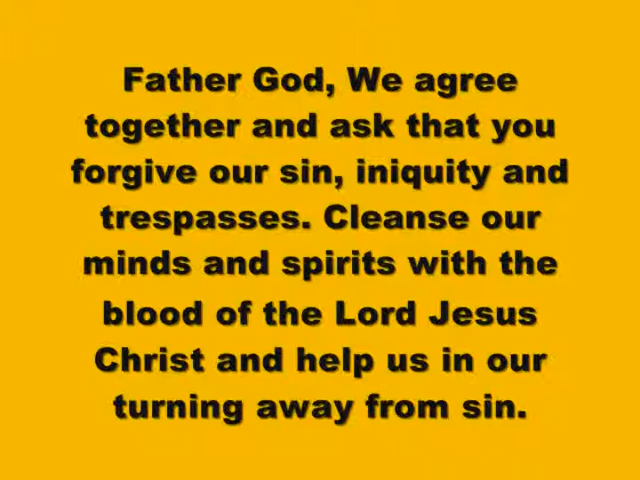 Father God, We agree
together and ask that you
forgive our sin, iniquity and
trespasses. Cleanse our
minds and spirits with the
blood of the Lord Jesus
Christ and help us in our
turning away from sin.